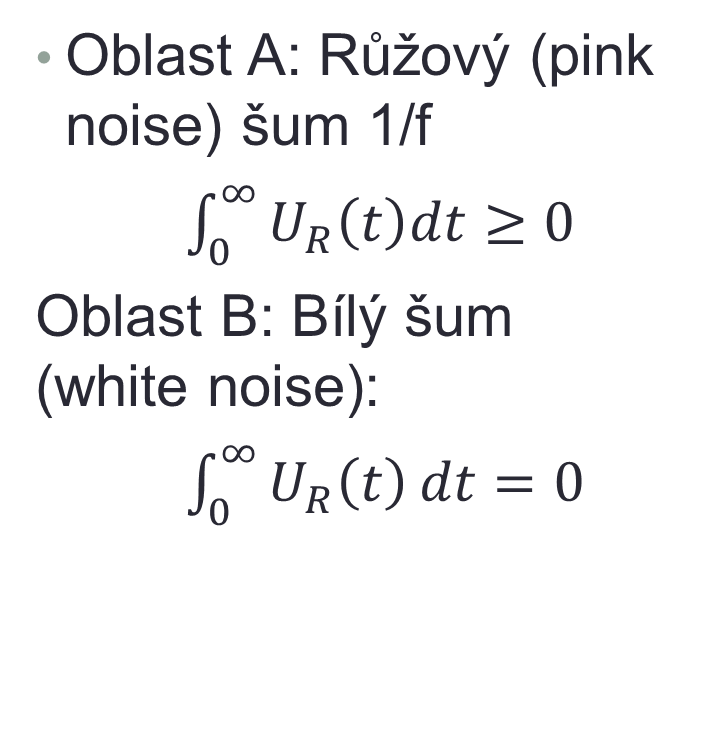 • Oblast A: Růžový (pink
noise) šum 1/f
∫₀^∞ U_R(t)dt ≥ 0
Oblast B: Bílý šum
(white noise):
∫₀^∞ U_R(t) dt = 0